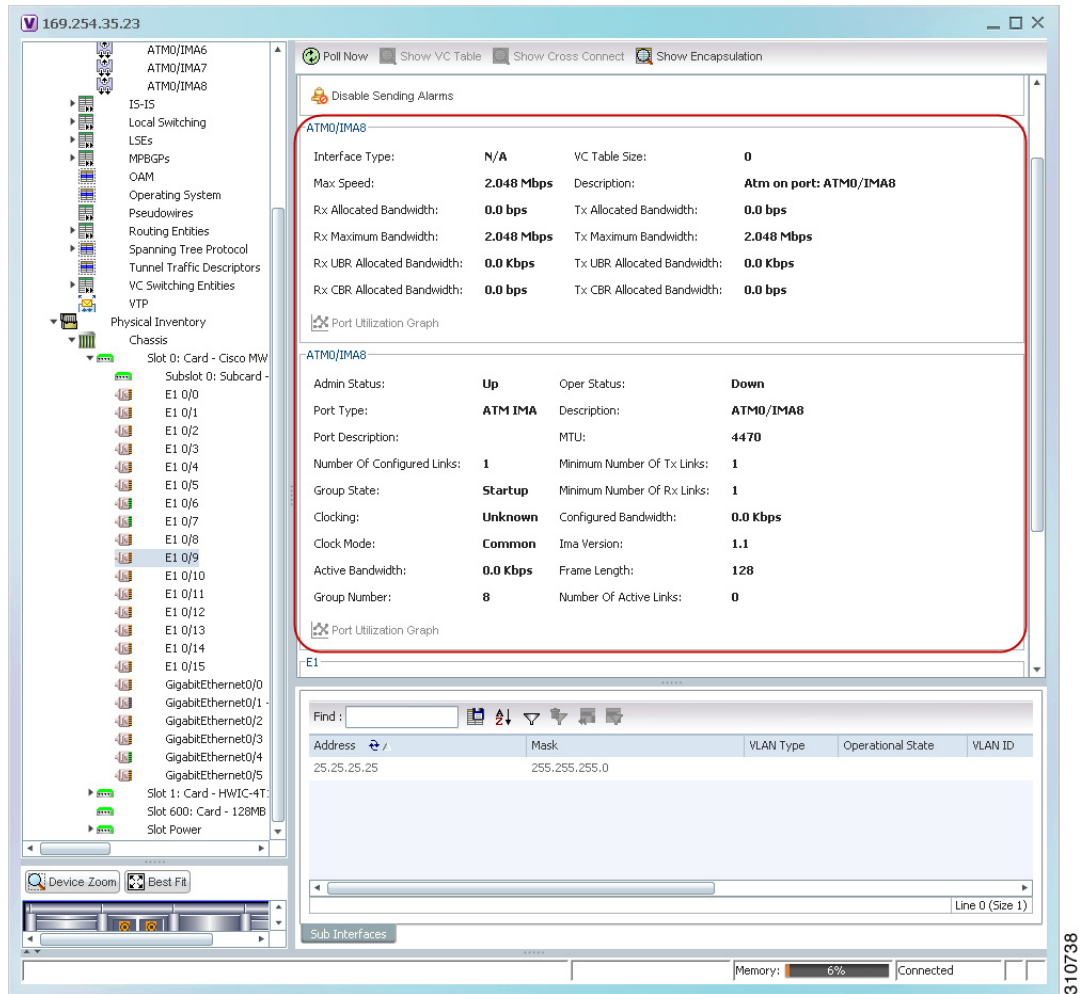 169.254.35.23
ATM0/IMA6
ATM0/IMA7
ATM0/IMA8
IS-IS
Local Switching
LSEs
MPBGPs
OAM
Operating System
Pseudowires
Routing Entities
Spanning Tree Protocol
Tunnel Traffic Descriptors
VC Switching Entities
VTP
Physical Inventory
Chassis
Slot 0: Card - Cisco MW
Subslot 0: Subcard -
E1 0/0
E1 0/1
E1 0/2
E1 0/3
E1 0/4
E1 0/5
E1 0/6
E1 0/7
E1 0/8
E1 0/9
E1 0/10
E1 0/11
E1 0/12
E1 0/13
E1 0/14
E1 0/15
GigabitEthernet0/0
GigabitEthernet0/1 -
GigabitEthernet0/2
GigabitEthernet0/3
GigabitEthernet0/4
GigabitEthernet0/5
Slot 1: Card - HWIC-4T:
Slot 600: Card - 128MB
Slot Power
Device Zoom Best Fit
Poll Now Show VC Table Show Cross Connect Show Encapsulation
Disable Sending Alarms
ATM0/IMA8
Interface Type: N/A VC Table Size: 0
Max Speed: 2.048 Mbps Description: Atm on port: ATM0/IMA8
Rx Allocated Bandwidth: 0.0 bps Tx Allocated Bandwidth: 0.0 bps
Rx Maximum Bandwidth: 2.048 Mbps Tx Maximum Bandwidth: 2.048 Mbps
Rx UBR Allocated Bandwidth: 0.0 Kbps Tx UBR Allocated Bandwidth: 0.0 Kbps
Rx CBR Allocated Bandwidth: 0.0 bps Tx CBR Allocated Bandwidth: 0.0 bps
Port Utilization Graph
ATM0/IMA8
Admin Status: Up Oper Status: Down
Port Type: ATM IMA Description: ATM0/IMA8
Port Description: MTU: 4470
Number Of Configured Links: 1 Minimum Number Of Tx Links: 1
Group State: Startup Minimum Number Of Rx Links: 1
Clocking: Unknown Configured Bandwidth: 0.0 Kbps
Clock Mode: Common Ima Version: 1.1
Active Bandwidth: 0.0 Kbps Frame Length: 128
Group Number: 8 Number Of Active Links: 0
Port Utilization Graph
E1
Find :
Address Mask VLAN Type Operational State VLAN ID
25.25.25.25 255.255.255.0
Line 0 (Size 1)
Sub Interfaces
Memory: 6% Connected
310738